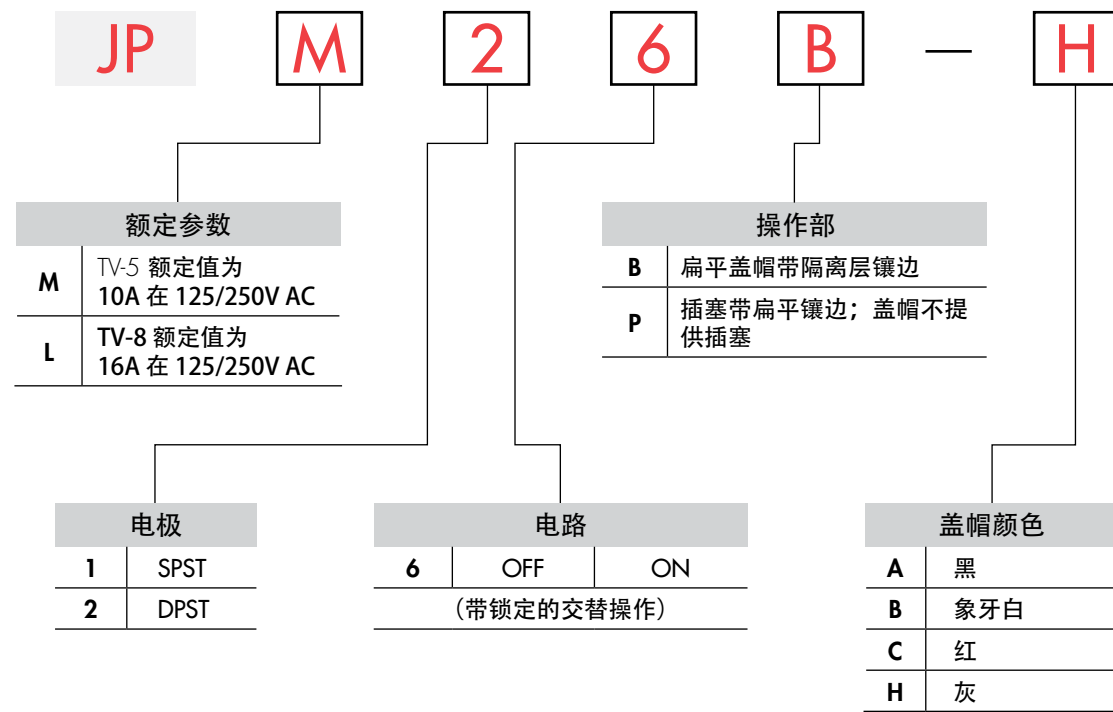 JP M 2 6 B — H
额定参数
M TV-5 额定值为
10A 在 125/250V AC
L TV-8 额定值为
16A 在 125/250V AC
操作部
B 扁平盖帽带隔离层镶边
P 插塞带扁平镶边；盖帽不提
供插塞
电极
1 SPST
2 DPST
电路
6 OFF ON
（带锁定的交替操作）
盖帽颜色
A 黑
B 象牙白
C 红
H 灰